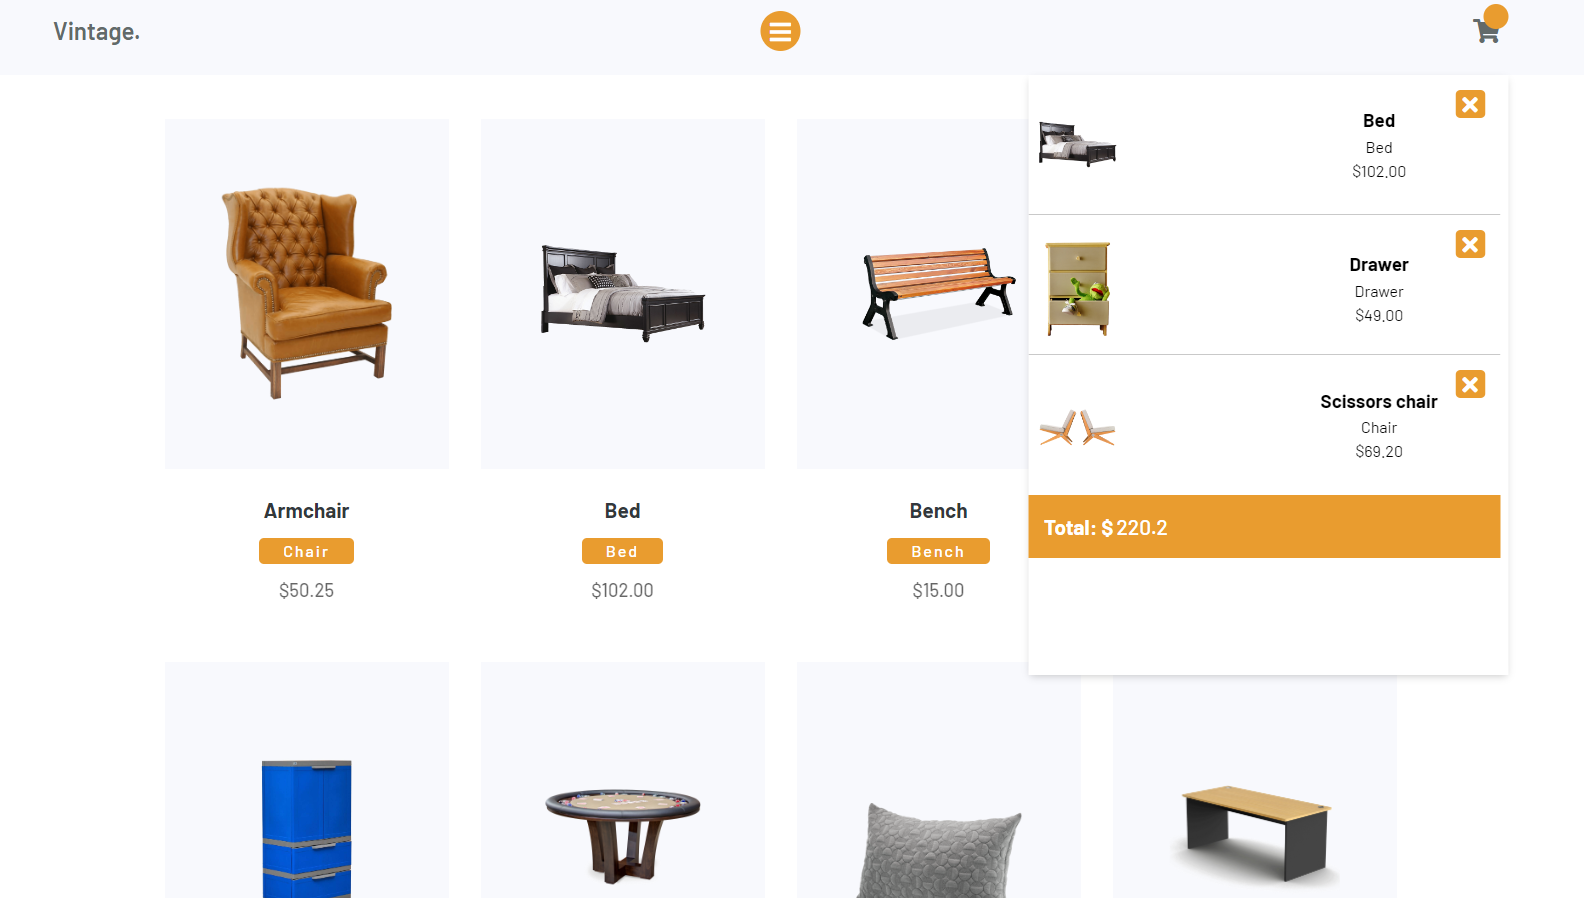 Vintage.
Bed
Bed
$102.00
Drawer
Drawer
$49.00
Scissors chair
Chair
$69.20
Total: $ 220.2
Armchair
Chair
$50.25
Bed
Bed
$102.00
Bench
Bench
$15.00